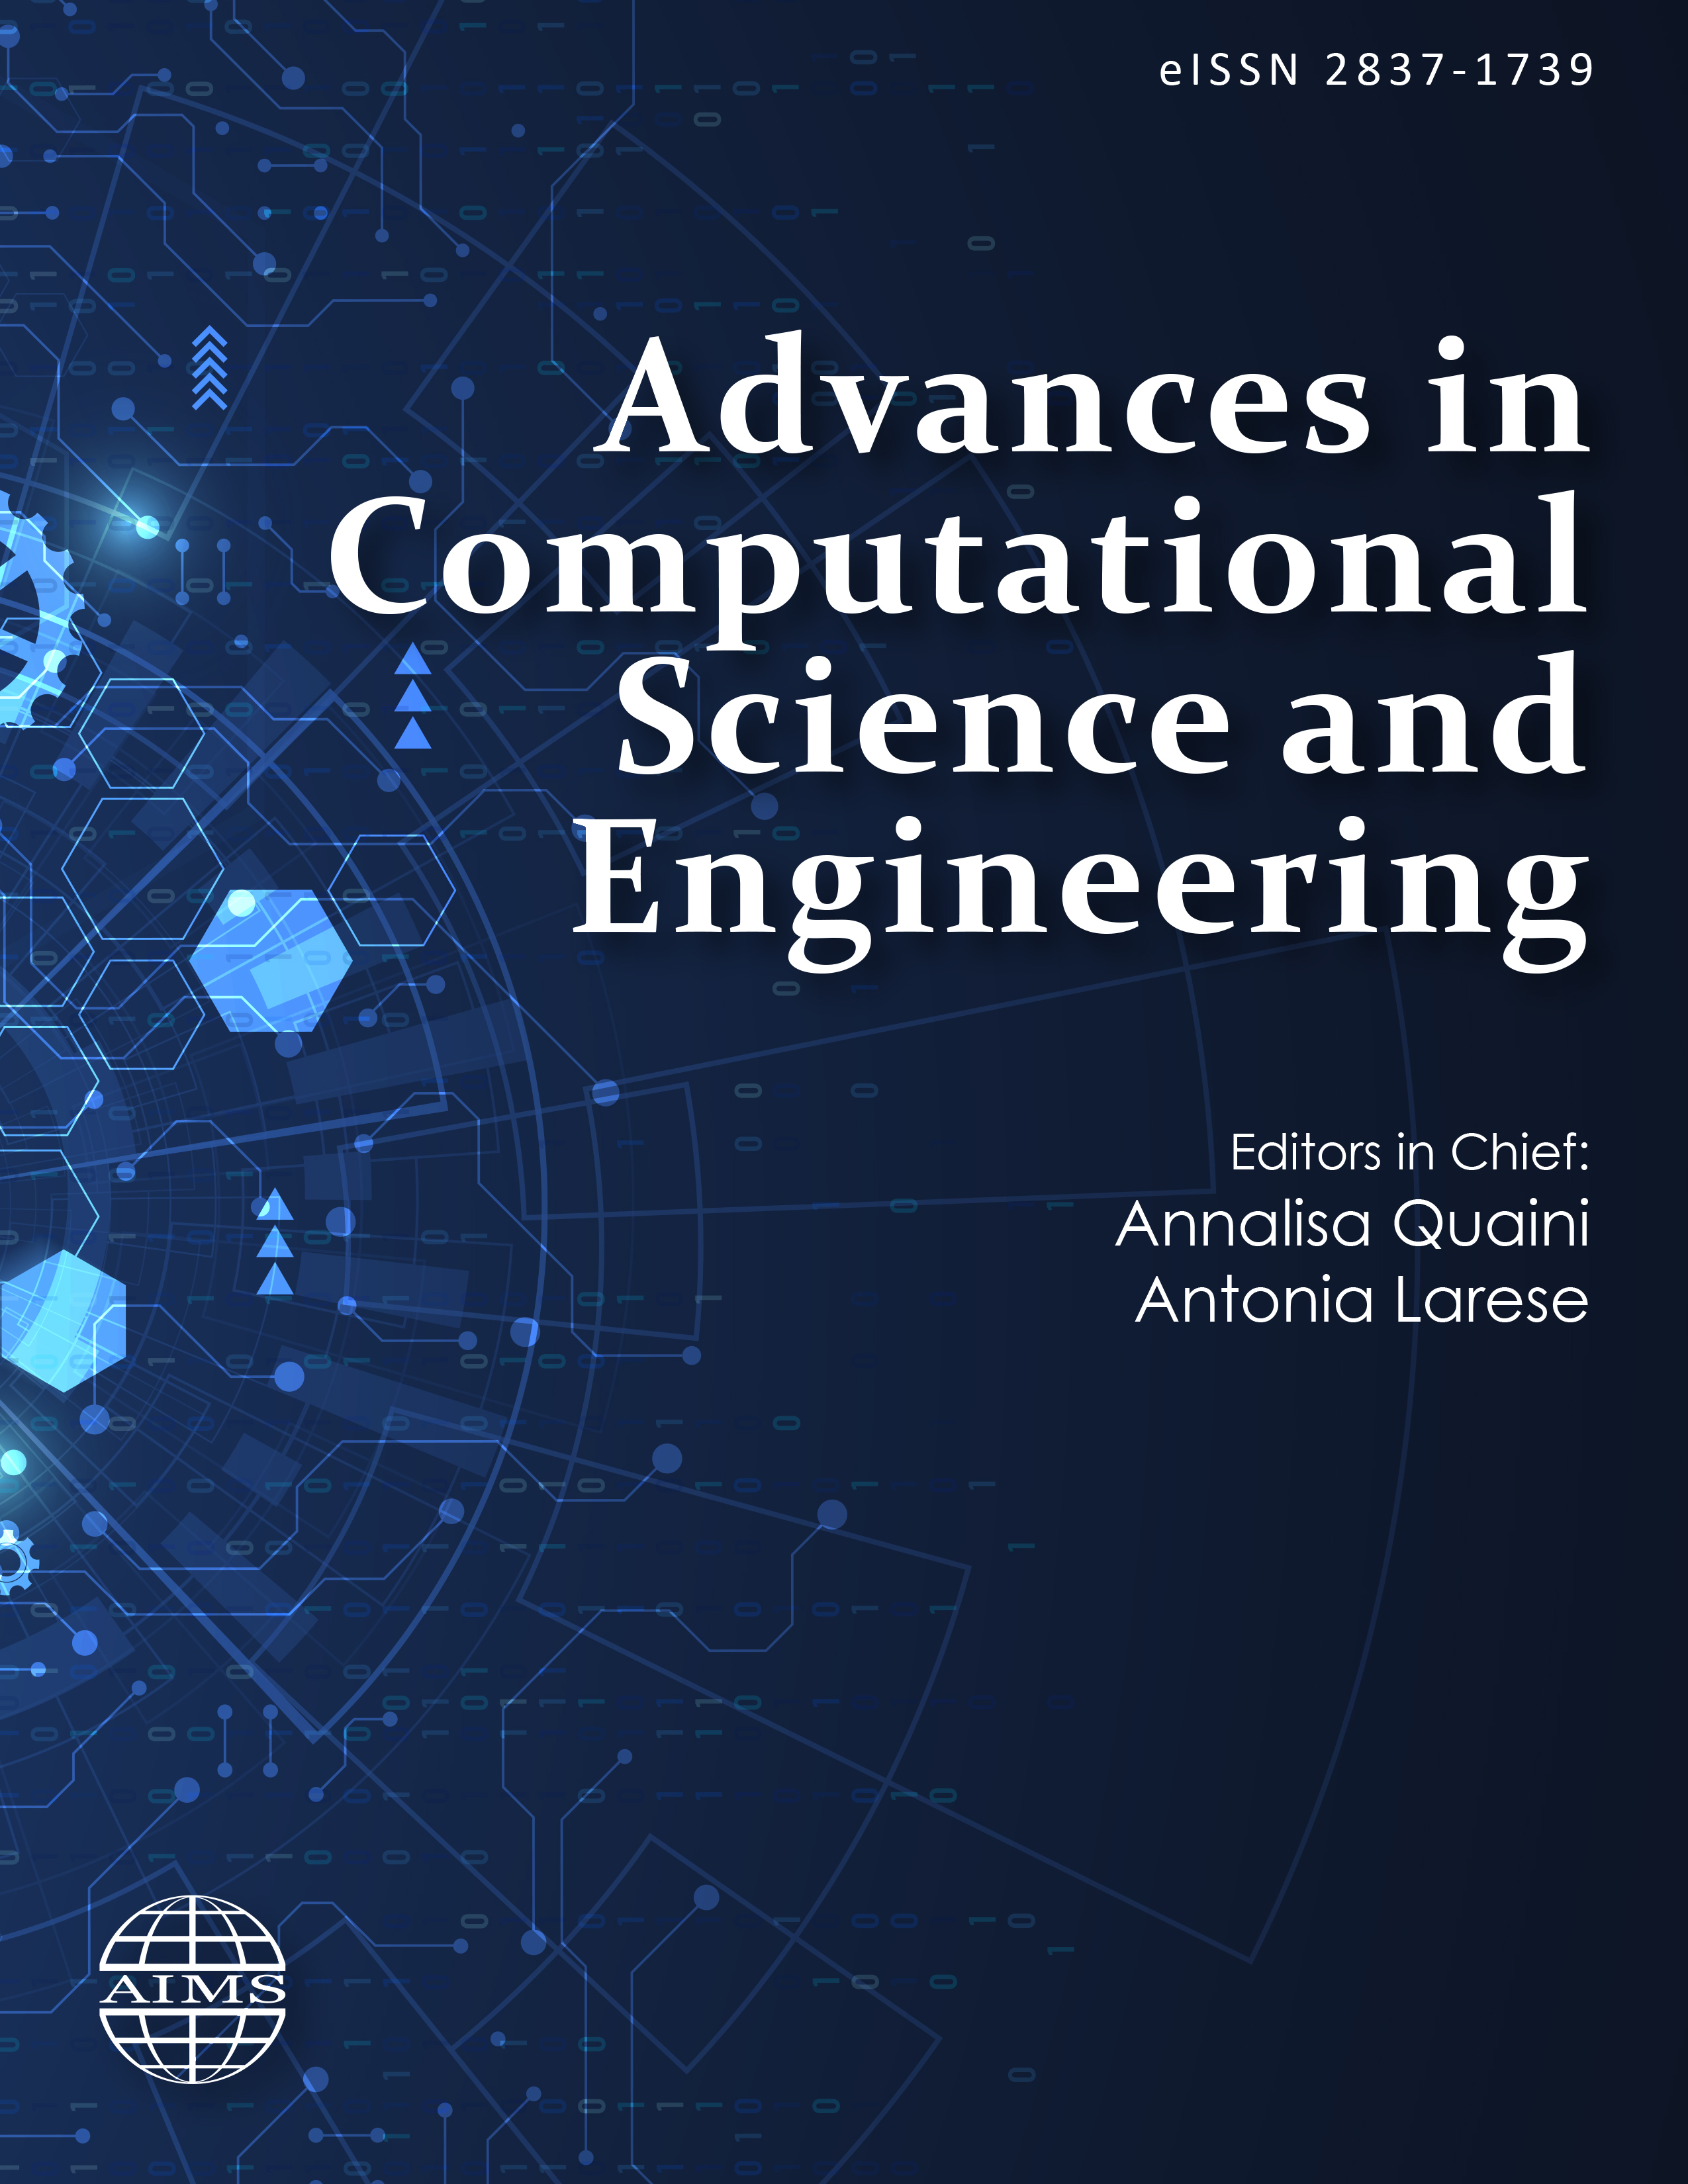 eISSN 2837-1739
Advances in
Computational
Science and
Engineering
Editors in Chief:
Annalisa Quaini
Antonia Larese
AIMS